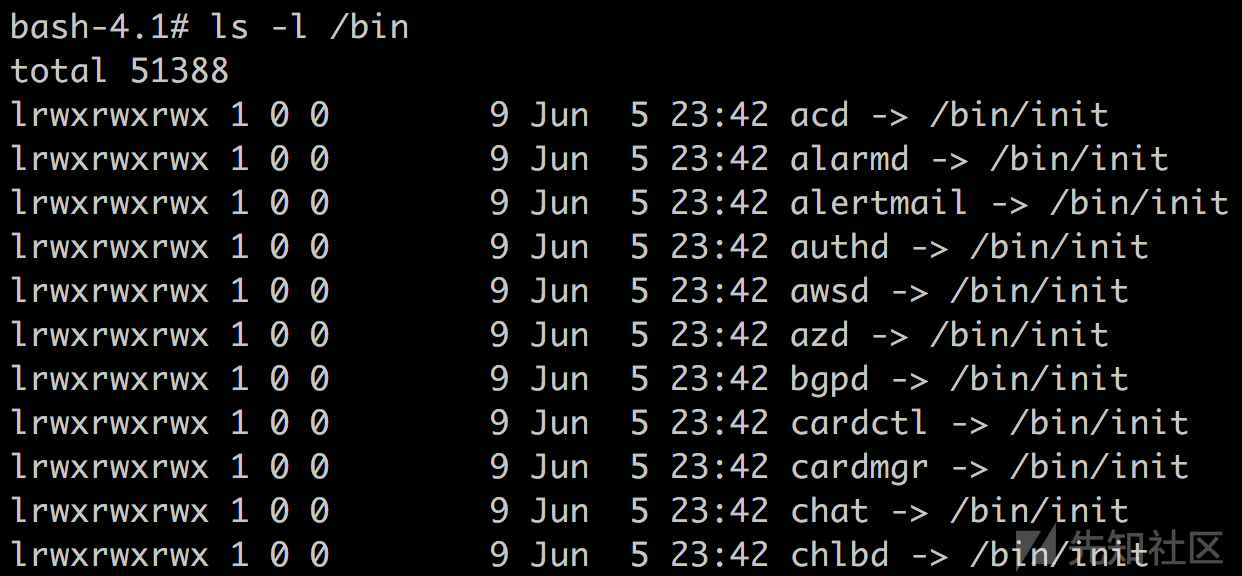 bash-4.1# ls -l /bin
total 51388
lrwxrwxrwx 1 0 0        9 Jun  5 23:42 acd -> /bin/init
lrwxrwxrwx 1 0 0        9 Jun  5 23:42 alarmd -> /bin/init
lrwxrwxrwx 1 0 0        9 Jun  5 23:42 alertmail -> /bin/init
lrwxrwxrwx 1 0 0        9 Jun  5 23:42 authd -> /bin/init
lrwxrwxrwx 1 0 0        9 Jun  5 23:42 awsd -> /bin/init
lrwxrwxrwx 1 0 0        9 Jun  5 23:42 azd -> /bin/init
lrwxrwxrwx 1 0 0        9 Jun  5 23:42 bgpd -> /bin/init
lrwxrwxrwx 1 0 0        9 Jun  5 23:42 cardctl -> /bin/init
lrwxrwxrwx 1 0 0        9 Jun  5 23:42 cardmgr -> /bin/init
lrwxrwxrwx 1 0 0        9 Jun  5 23:42 chat -> /bin/init
lrwxrwxrwx 1 0 0        9 Jun  5 23:42 chlbd -> /bin/init
先知社区